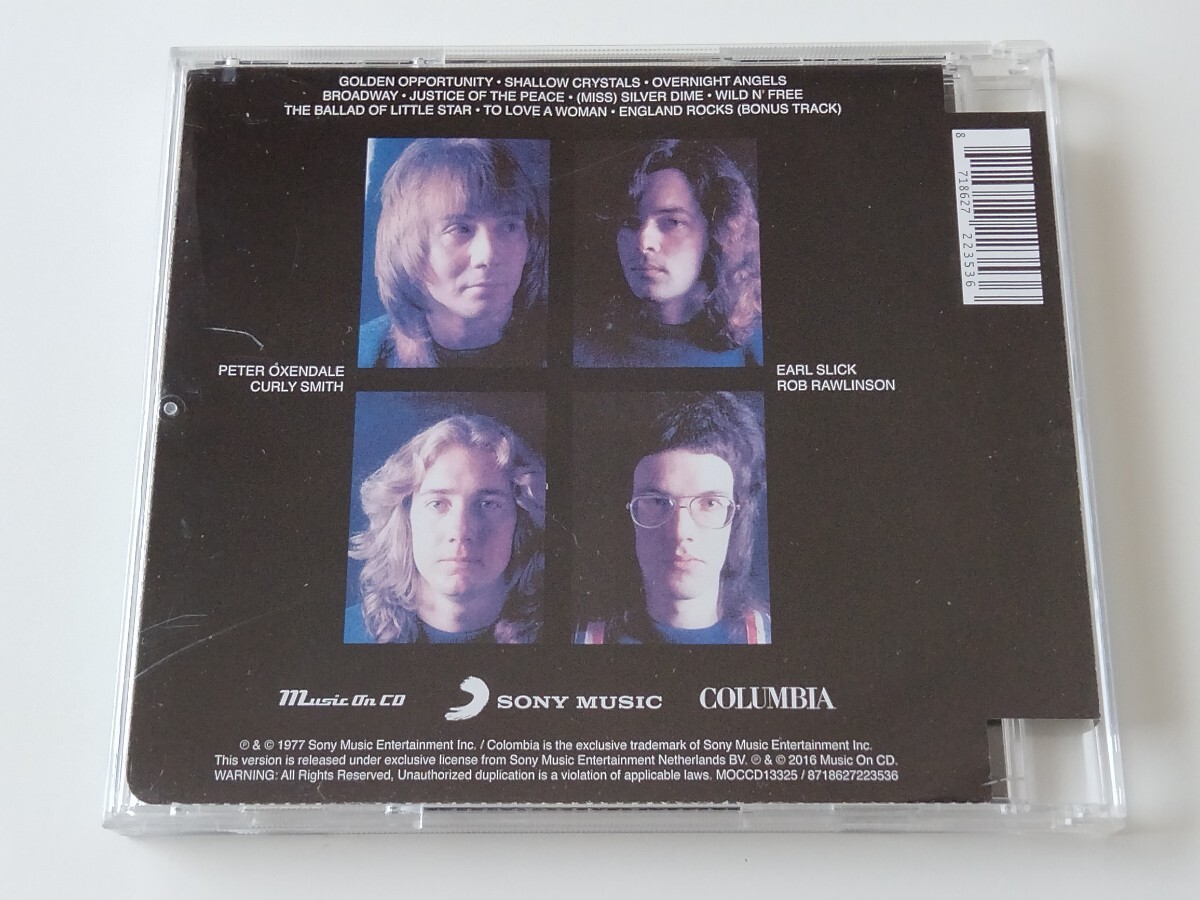 GOLDEN OPPORTUNITY • SHALLOW CRYSTALS • OVERNIGHT ANGELS
BROADWAY • JUSTICE OF THE PEACE • (MISS) SILVER DIME • WILD N' FREE
THE BALLAD OF LITTLE STAR • TO LOVE A WOMAN • ENGLAND ROCKS (BONUS TRACK)
8 718627 223536
PETER OXENDALE
CURLY SMITH
EARL SLICK
ROB RAWLINSON
Music On CD
SONY MUSIC
COLUMBIA
℗ & © 1977 Sony Music Entertainment Inc. / Colombia is the exclusive trademark of Sony Music Entertainment Inc.
This version is released under exclusive license from Sony Music Entertainment Netherlands BV. ℗ & © 2016 Music On CD.
WARNING: All Rights Reserved, Unauthorized duplication is a violation of applicable laws. MOCCD13325 / 8718627223536